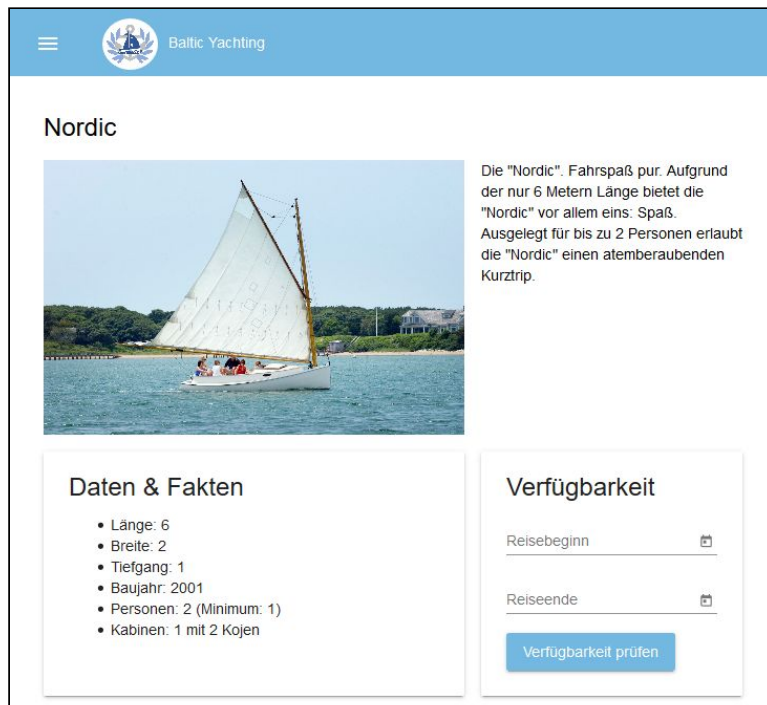 Baltic Yachting
Nordic
Die "Nordic". Fahrspaß pur. Aufgrund
der nur 6 Metern Länge bietet die
"Nordic" vor allem eins: Spaß.
Ausgelegt für bis zu 2 Personen erlaubt
die "Nordic" einen atemberaubenden
Kurztrip.
Daten & Fakten
Länge: 6
Breite: 2
Tiefgang: 1
Baujahr: 2001
Personen: 2 (Minimum: 1)
Kabinen: 1 mit 2 Kojen
Verfügbarkeit
Reisebeginn
Reiseende
Verfügbarkeit prüfen